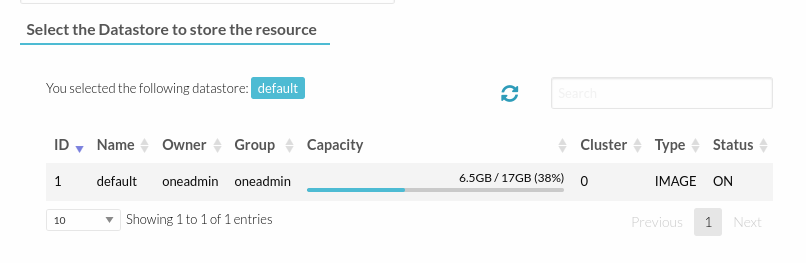 Select the Datastore to store the resource
You selected the following datastore: default
Search
ID Name Owner Group Capacity Cluster Type Status
1 default oneadmin oneadmin 6.5GB / 17GB (38%) 0 IMAGE ON
10 Showing 1 to 1 of 1 entries Previous 1 Next